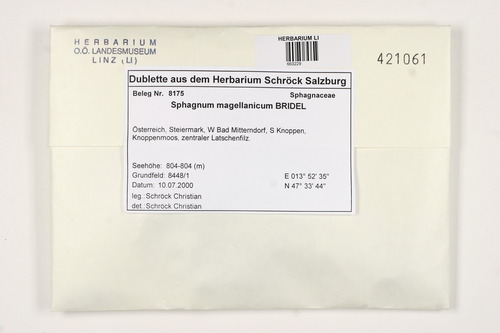 HERBARIUM
O.Ö. LANDESMUSEUM
LINZ (LI)
HERBARIUM LI
421061
Dublette aus dem Herbarium Schröck Salzburg
Beleg Nr. 8175 Sphagnaceae
Sphagnum magellanicum BRIDEL
Österreich, Steiermark, W Bad Mitterndorf, S Knoppen,
Knoppenmoos, zentraler Latschenfilz.
Seehöhe: 804-804 (m)
Grundfeld: 8448/1 E 013° 52' 35"
Datum: 10.07.2000 N 47° 33' 44"
leg.: Schröck Christian
det.: Schröck Christian